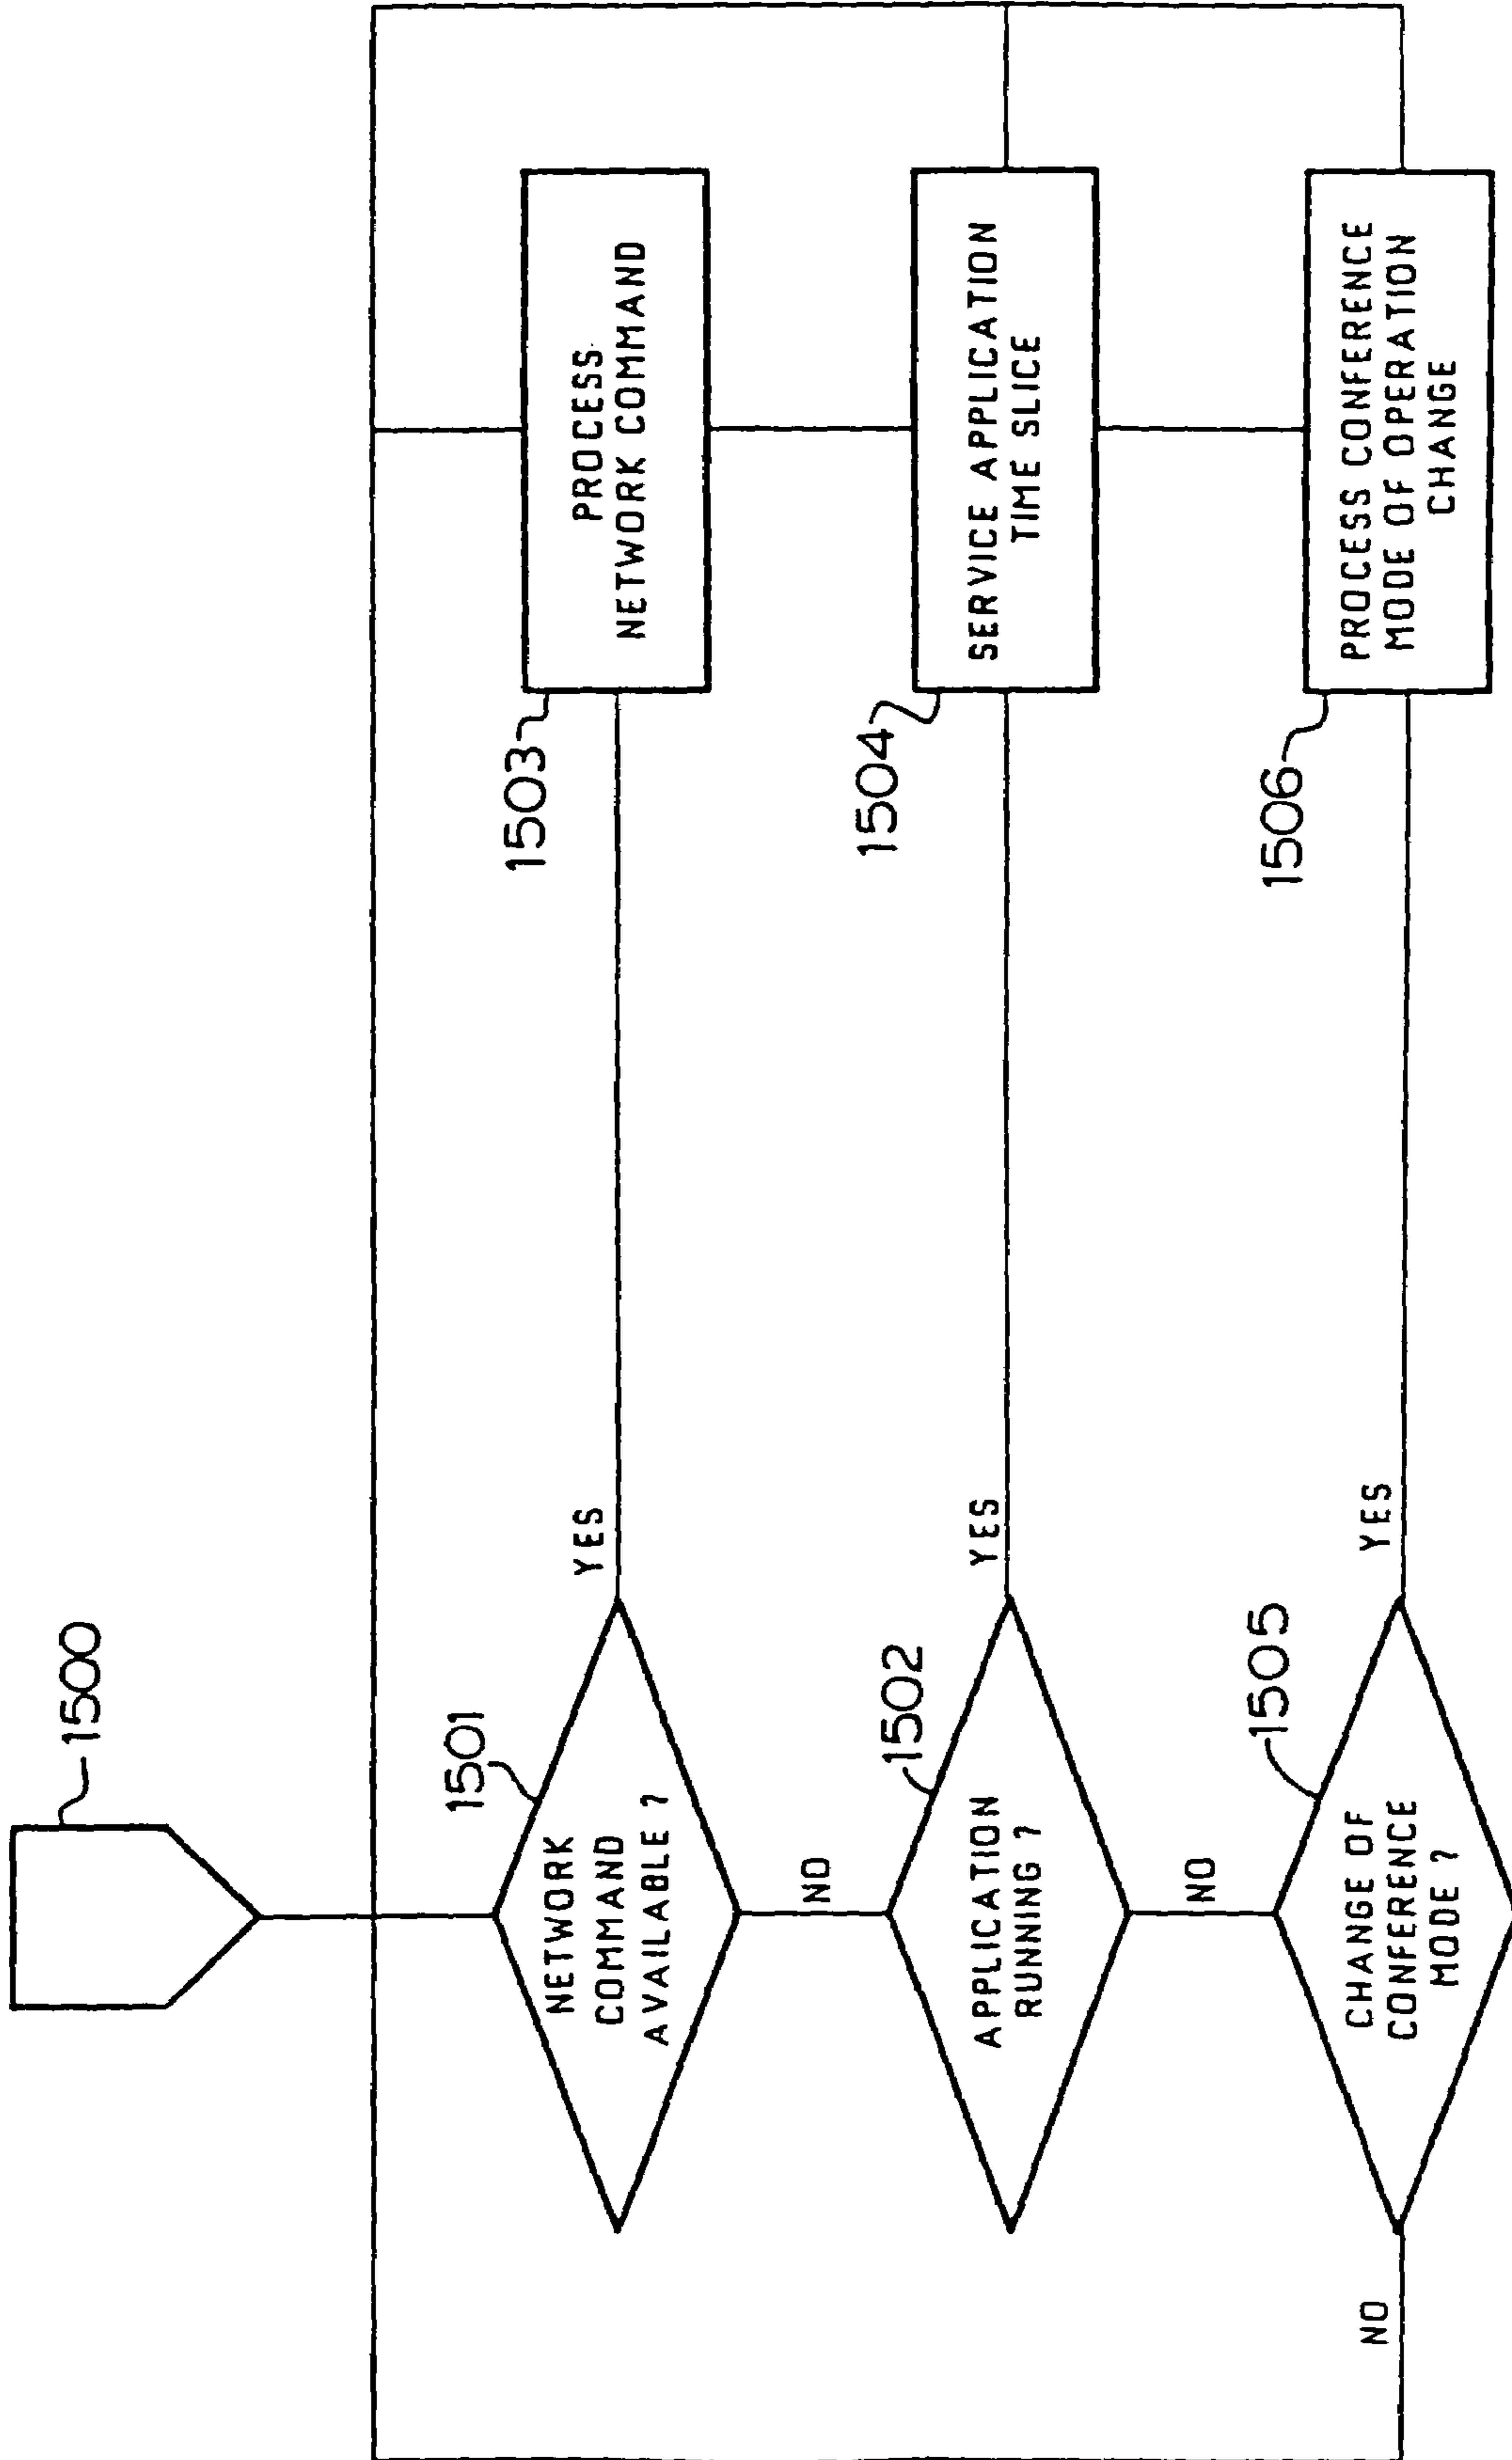 1500
1501
NETWORK
COMMAND
AVAILABLE ?
YES
1503
PROCESS
NETWORK COMMAND
NO
1502
APPLICATION
RUNNING ?
YES
1504
SERVICE APPLICATION
TIME SLICE
NO
1505
CHANGE OF
CONFERENCE
MODE ?
YES
NO
1506
PROCESS CONFERENCE
MODE OF OPERATION
CHANGE